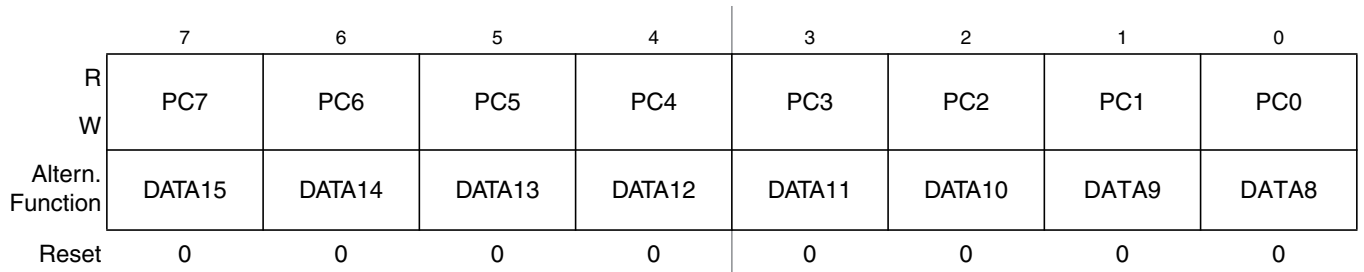 7 6 5 4 3 2 1 0
R
W
PC7 PC6 PC5 PC4 PC3 PC2 PC1 PC0
Altern.
Function
DATA15 DATA14 DATA13 DATA12 DATA11 DATA10 DATA9 DATA8
Reset 0 0 0 0 0 0 0 0